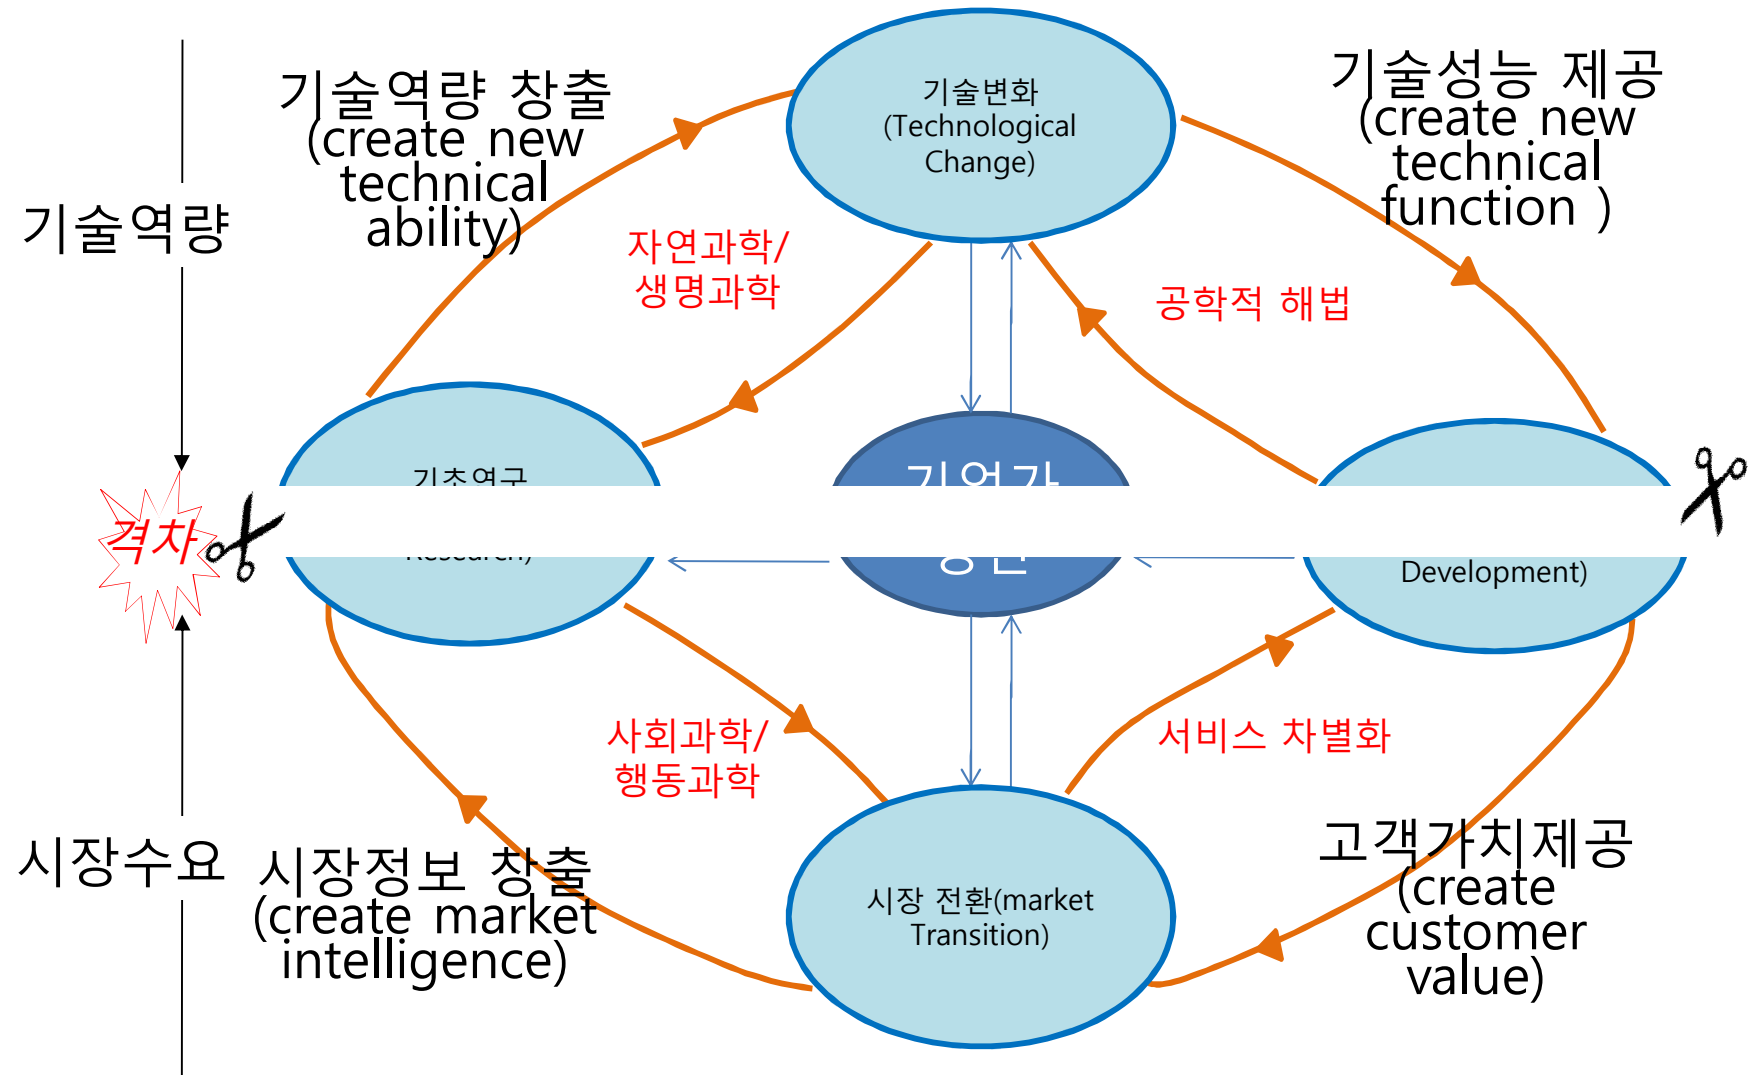 기술역량 창출
(create new
technical
ability)
기술변화
(Technological
Change)
기술성능 제공
(create new
technical
function )
기술역량
자연과학/
생명과학
공학적 해법
기초연구
격차
Development)
사회과학/
행동과학
서비스 차별화
시장수요
시장정보 창출
(create market
intelligence)
시장 전환(market
Transition)
고객가치제공
(create
customer
value)